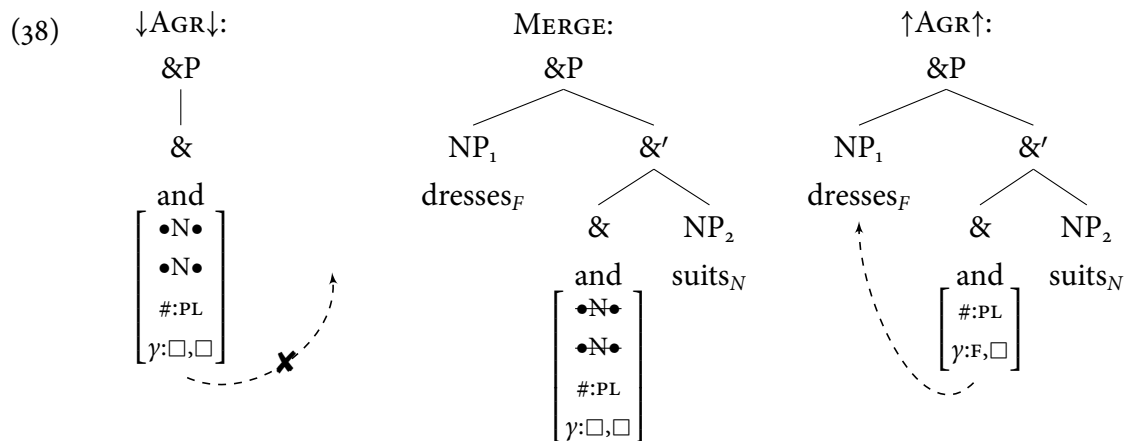 (38) ↓AGR↓: MERGE: ↑AGR↑:
&P &P &P
& NP₁ &′ NP₁ &′
and dresses_F dresses_F
•N• & NP₂ & NP₂
•N• and suits_N and suits_N
#:PL •N• #:PL
γ:□,□ •N• γ:F,□
✘
#:PL
γ:□,□